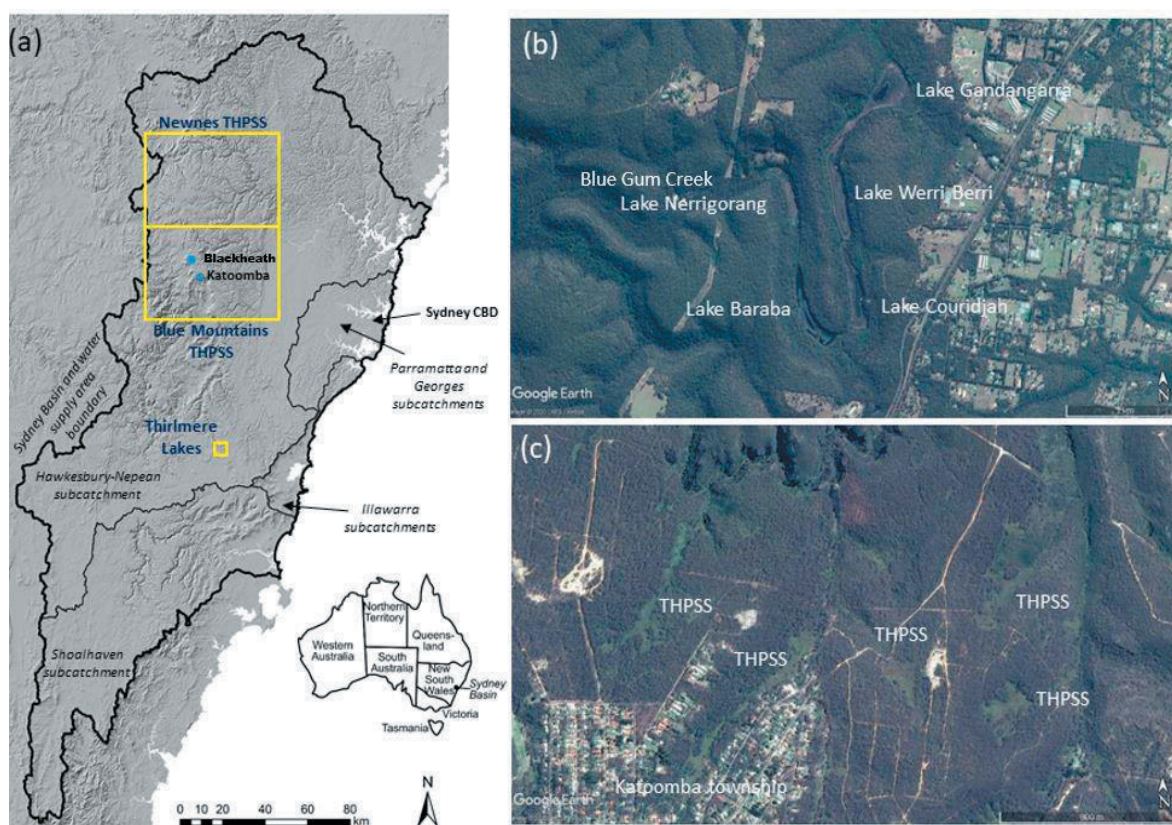 (a)
Newnes THPSS
Blackheath
Katoomba
Blue Mountains
THPSS
Sydney CBD
Parramatta and
Georges
subcatchments
Sydney Basin and water
supply area
boundary
Thirlmere
Lakes
Hawkesbury-Nepean
subcatchment
Illawarra
subcatchments
Shoalhaven
subcatchment
Northern
Territory
Western
Australia
Queens-
land
South
Australia
New
South
Wales
Sydney
Basin
Victoria
Tasmania
N
0 5 10 20 40 60 80
km
(b)
Lake Gandangarra
Blue Gum Creek
Lake Nerrigorang
Lake Werri Berri
Lake Baraba
Lake Couridjah
Google Earth
N
(c)
THPSS
THPSS
THPSS
THPSS
THPSS
Katoomba township
Google Earth
N